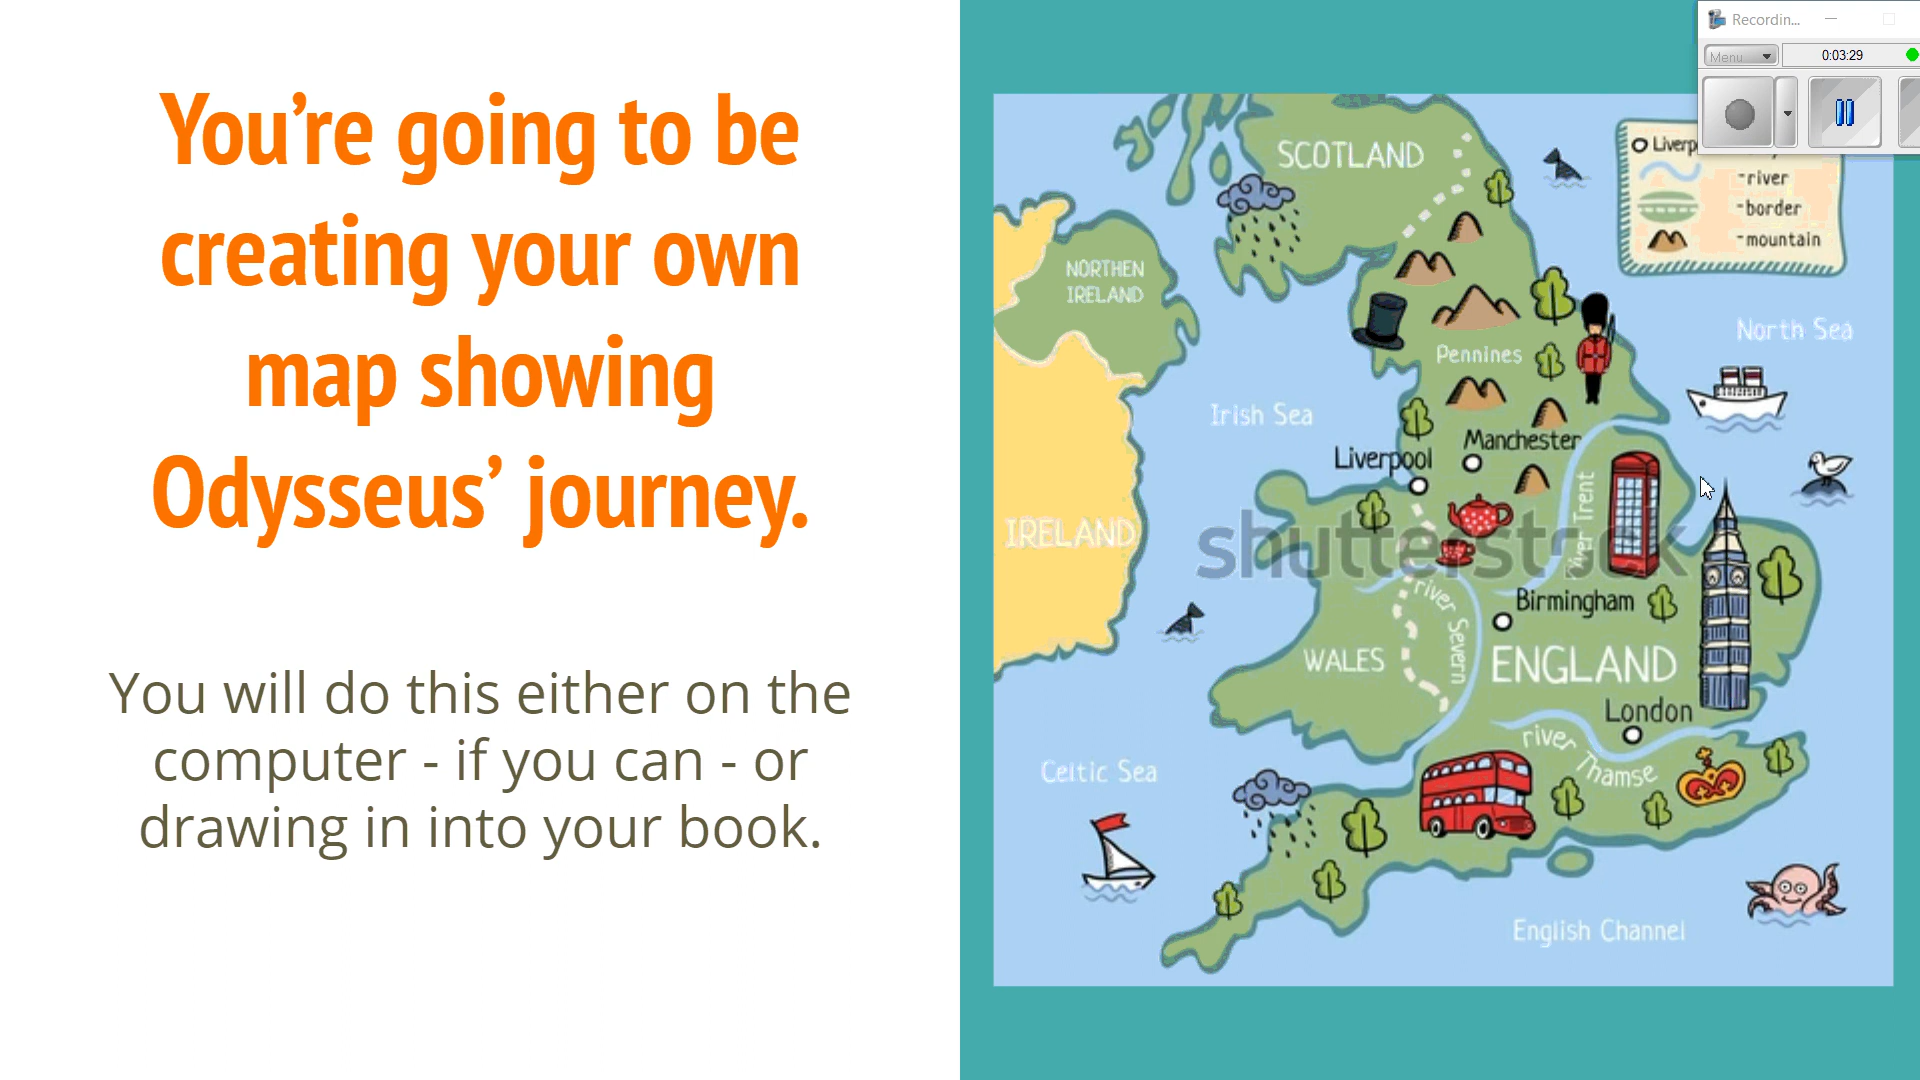 You’re going to be
creating your own
map showing
Odysseus’ journey.
You will do this either on the
computer - if you can - or
drawing in into your book.
Recordin...
Menu
0:03:29
SCOTLAND
-river
-border
-mountain
NORTHEN
IRELAND
North Sea
Pennines
Irish Sea
Manchester
Liverpool
river Trent
IRELAND
shutterstock
river Severn
Birmingham
WALES
ENGLAND
London
river Thamse
Celtic Sea
English Channel